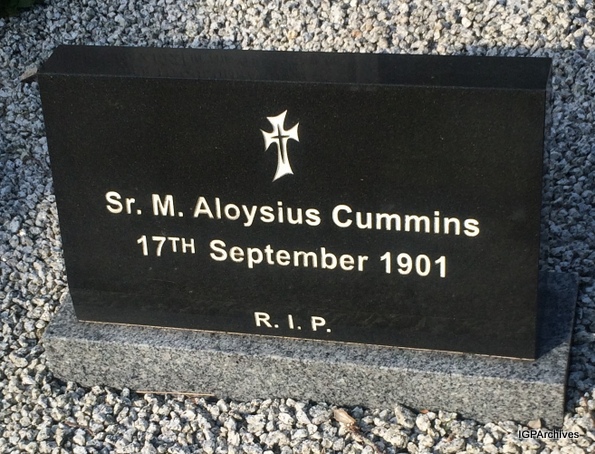 Sr. M. Aloysius Cummins
17TH September 1901
R. I. P.
IGPArchives